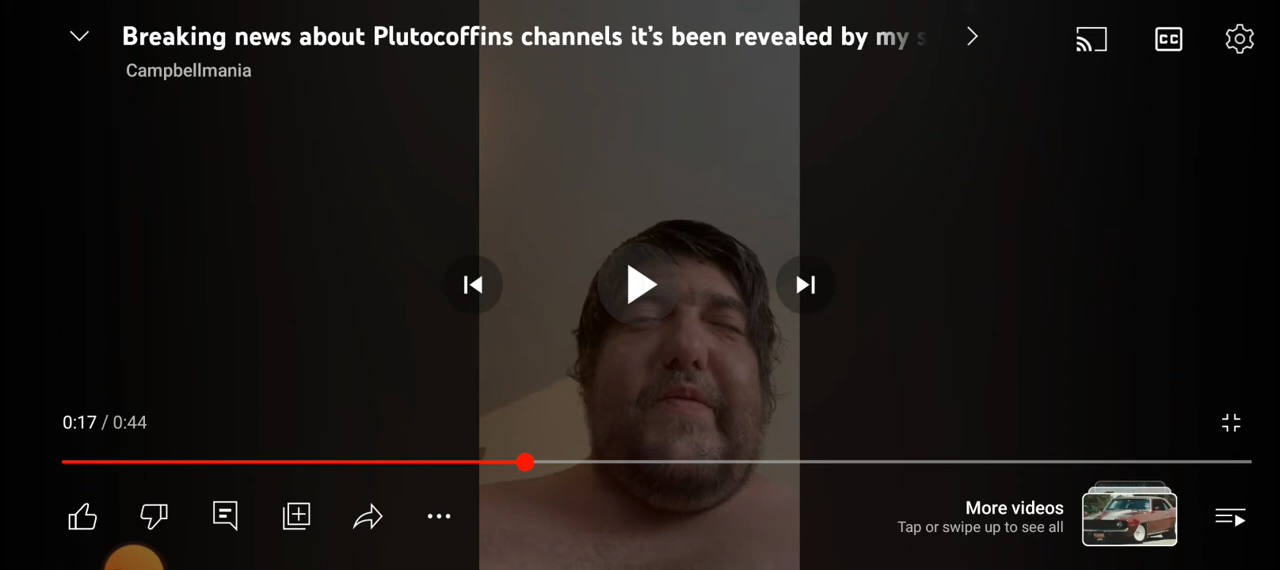 Breaking news about Plutocoffins channels it's been revealed by my s
Campbellmania
CC
0:17 / 0:44
More videos
Tap or swipe up to see all